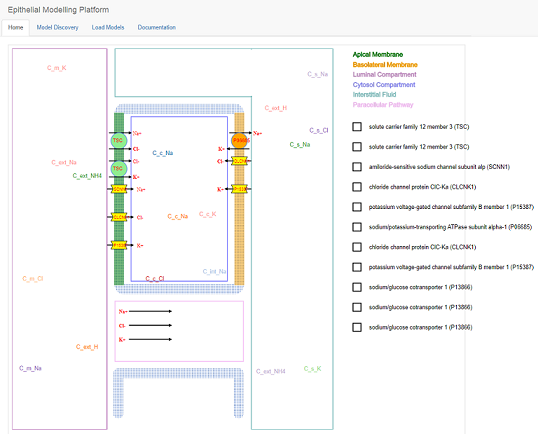 Epithelial Modelling Platform
Home Model Discovery Load Models Documentation
Apical Membrane
Basolateral Membrane
Luminal Compartment
Cytosol Compartment
Interstitial Fluid
Paracellular Pathway
solute carrier family 12 member 3 (TSC)
solute carrier family 12 member 3 (TSC)
amiloride-sensitive sodium channel subunit alp (SCNN1)
chloride channel protein ClC-Ka (CLCNK1)
potassium voltage-gated channel subfamily B member 1 (P15387)
sodium/potassium-transporting ATPase subunit alpha-1 (P06685)
chloride channel protein ClC-Ka (CLCNK1)
potassium voltage-gated channel subfamily B member 1 (P15387)
sodium/glucose cotransporter 1 (P13866)
sodium/glucose cotransporter 1 (P13866)
sodium/glucose cotransporter 1 (P13866)
C_m_K
C_s_Na
C_ext_H
C_s_Cl
C_s_Na
C_c_Na
C_ext_Na
C_ext_NH4
C_c_Na
C_c_K
C_int_Na
C_c_Cl
C_m_Cl
C_ext_H
C_m_Na
C_ext_NH4
C_s_K
Na+
Cl-
TSC
Cl-
TSC
K+
SCNN1
Na+
Cl-
K+
Na+
K+
Cl-
K+
Na+
Cl-
K+